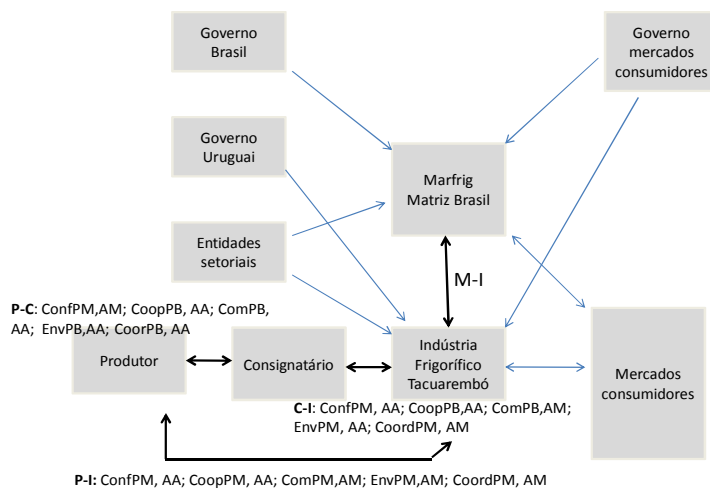 Governo
Brasil
Governo
mercados
consumidores
Governo
Uruguai
Marfrig
Matriz Brasil
Entidades
setoriais
M-I
P-C: ConfPM,AM; CoopPB, AA; ComPB,
AA;  EnvPB,AA; CoorPB, AA
Produtor
Consignatário
Indústria
Frigorífico
Tacuarembó
Mercados
consumidores
C-I: ConfPM, AA; CoopPB,AA; ComPB,AM;
EnvPM, AA; CoordPM, AM
P-I: ConfPM, AA; CoopPM, AA; ComPM,AM; EnvPM,AM; CoordPM, AM